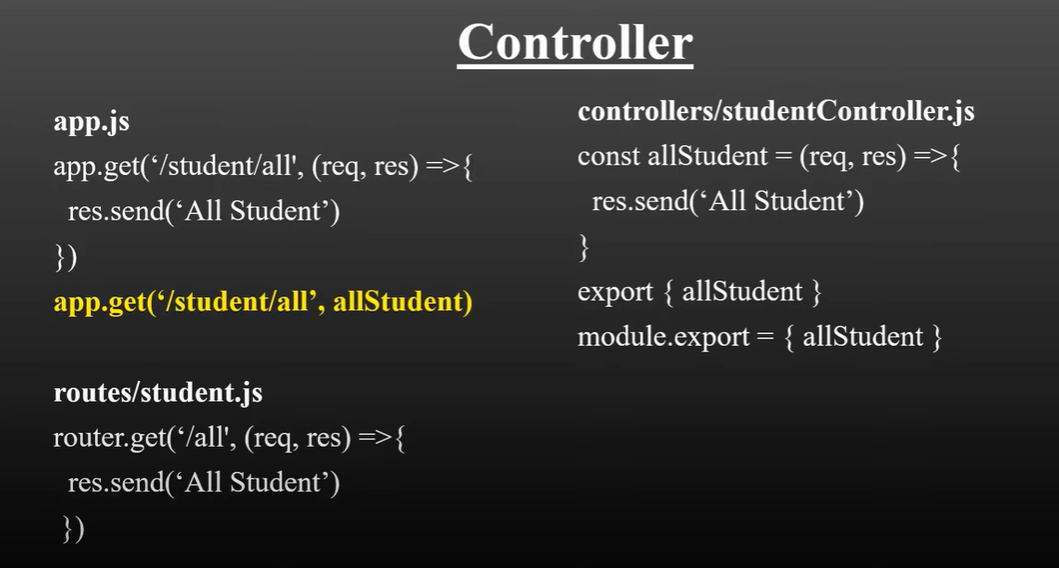 Controller
app.js
app.get(‘/student/all', (req, res) =>{
res.send(‘All Student’)
})
app.get(‘/student/all’, allStudent)
routes/student.js
router.get(‘/all', (req, res) =>{
res.send(‘All Student’)
})
controllers/studentController.js
const allStudent = (req, res) =>{
res.send(‘All Student’)
}
export { allStudent }
module.export = { allStudent }